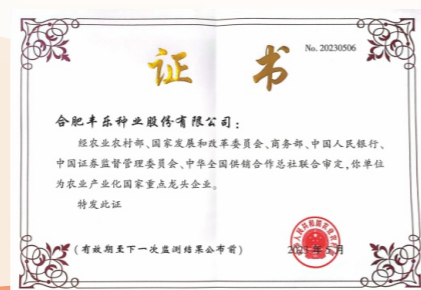 证书
No. 20230506
合肥丰乐种业股份有限公司：
经农业农村部、国家发展和改革委员会、商务部、中国人民银行、
中国证券监督管理委员会、中华全国供销合作总社联合审定，你单位
为农业产业化国家重点龙头企业。
特发此证
(有效期至下一次监测结果公布前)